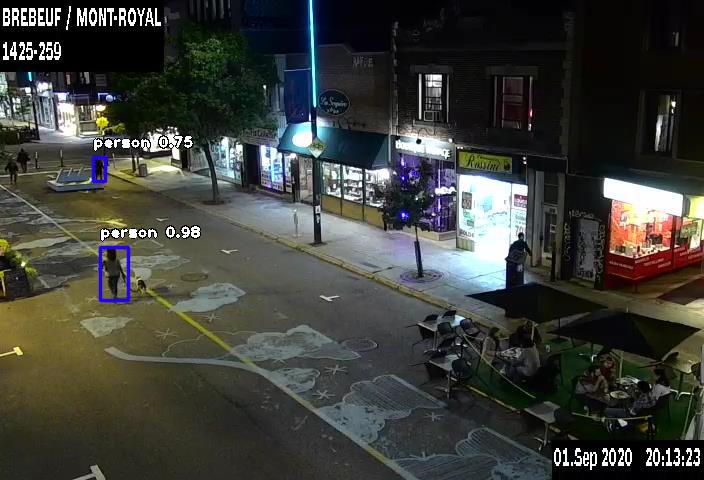 BREBEUF / MONT-ROYAL
1425-259
person 0.75
person 0.98
Rossini
01.Sep 2020 20:13:23